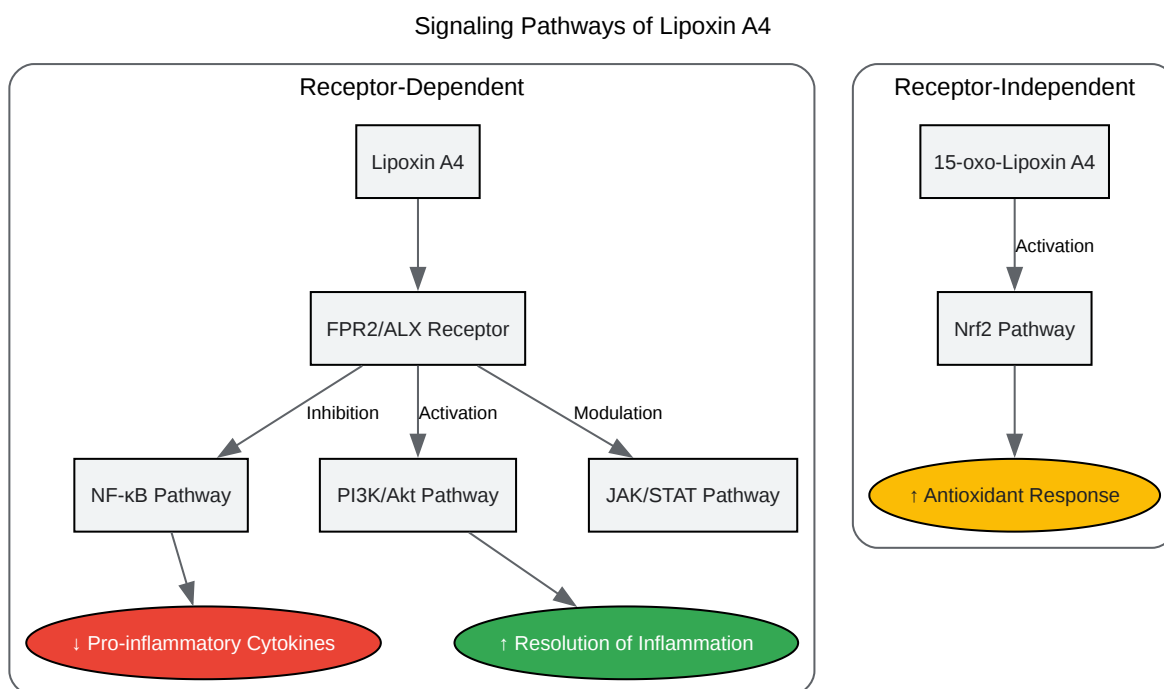 Signaling Pathways of Lipoxin A4
Receptor-Dependent
Lipoxin A4
FPR2/ALX Receptor
Inhibition
Activation
Modulation
NF-κB Pathway
PI3K/Akt Pathway
JAK/STAT Pathway
↓ Pro-inflammatory Cytokines
↑ Resolution of Inflammation
Receptor-Independent
15-oxo-Lipoxin A4
Activation
Nrf2 Pathway
↑ Antioxidant Response